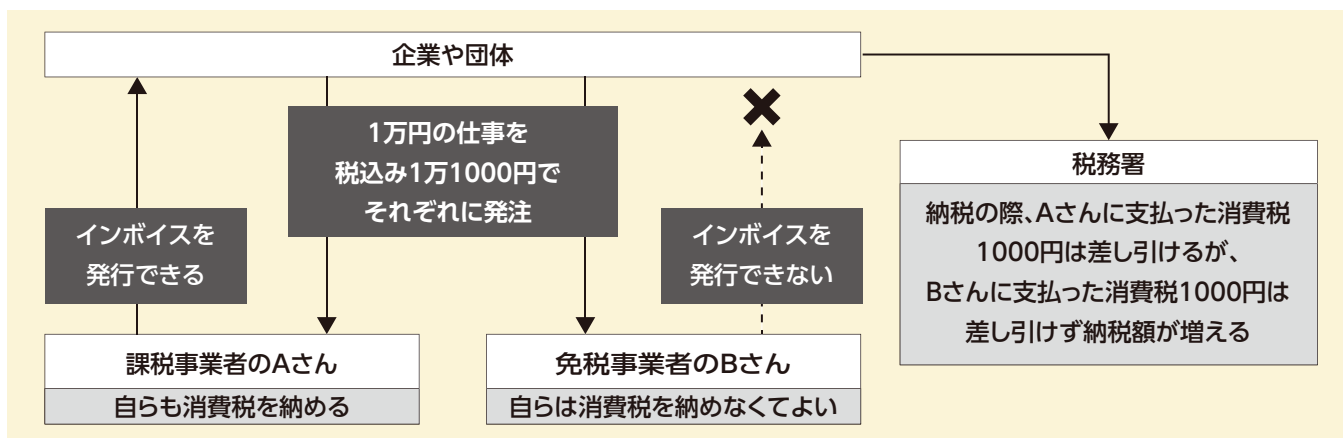 企業や団体
1万円の仕事を
税込み1万1000円で
それぞれに発注
インボイスを
発行できる
インボイスを
発行できない
課税事業者のAさん
自らも消費税を納める
免税事業者のBさん
自らは消費税を納めなくてよい
税務署
納税の際、Aさんに支払った消費税
1000円は差し引けるが、
Bさんに支払った消費税1000円は
差し引けず納税額が増える